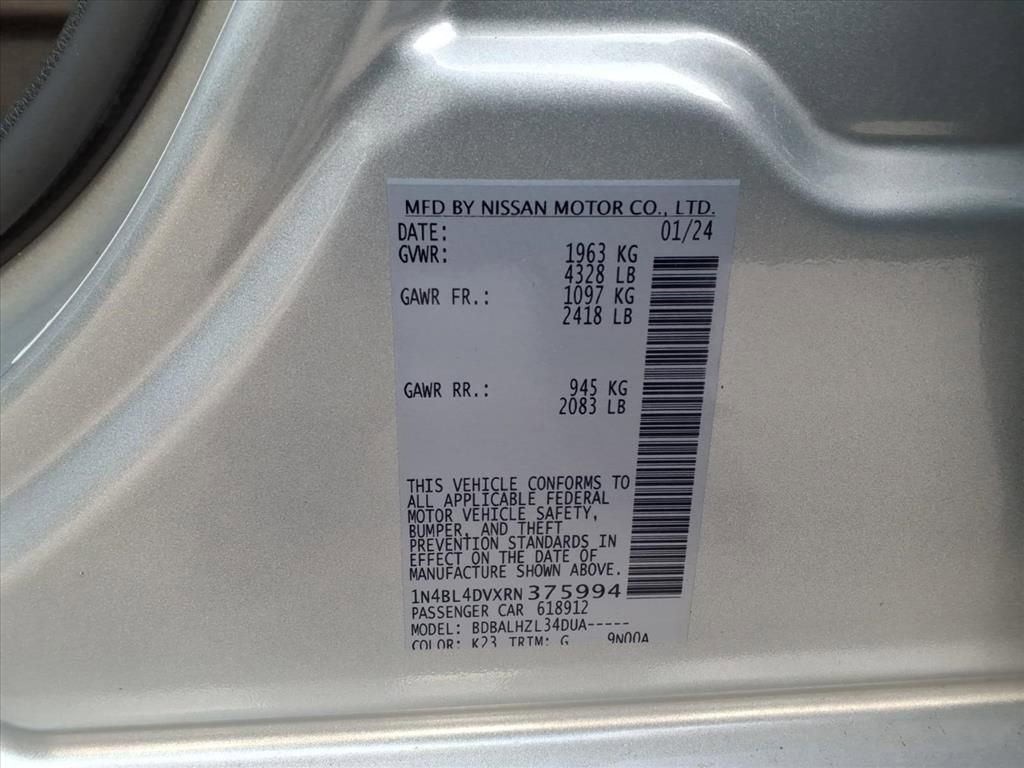 MFD BY NISSAN MOTOR CO., LTD.
DATE: 01/24
GVWR: 1963 KG
4328 LB
GAWR FR.: 1097 KG
2418 LB
GAWR RR.: 945 KG
2083 LB
THIS VEHICLE CONFORMS TO
ALL APPLICABLE FEDERAL
MOTOR VEHICLE SAFETY,
BUMPER, AND THEFT
PREVENTION STANDARDS IN
EFFECT ON THE DATE OF
MANUFACTURE SHOWN ABOVE.
1N4BL4DVXRN375994
PASSENGER CAR 618912
MODEL: BDBALHZL34DUA-----
COLOR: K23 TRIM: G 9N00A